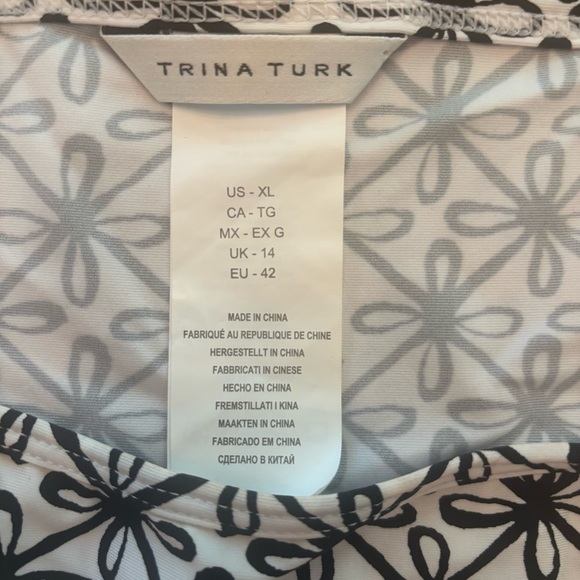 TRINA TURK
US - XL
CA - TG
MX - EX G
UK - 14
EU - 42
MADE IN CHINA
FABRIQUÉ AU REPUBLIQUE DE CHINE
HERGESTELLT IN CHINA
FABBRICATI IN CINESE
HECHO EN CHINA
FREMSTILLATI I KINA
MAAKTEN IN CHINA
FABRICADO EM CHINA
СДЕЛАНО В КИТАЙ